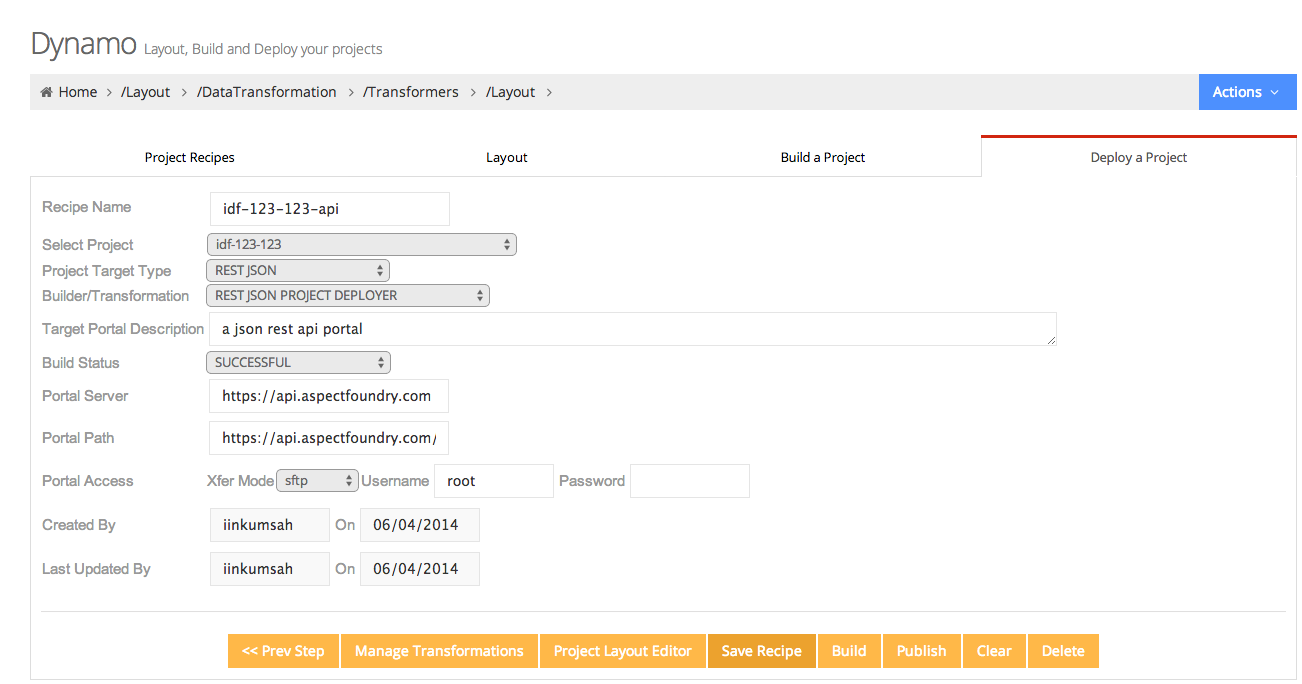 Dynamo Layout, Build and Deploy your projects
Home > /Layout > /DataTransformation > /Transformers > /Layout > Actions
Project Recipes Layout Build a Project Deploy a Project
Recipe Name idf-123-123-api
Select Project idf-123-123
Project Target Type REST JSON
Builder/Transformation REST JSON PROJECT DEPLOYER
Target Portal Description a json rest api portal
Build Status SUCCESSFUL
Portal Server https://api.aspectfoundry.com
Portal Path https://api.aspectfoundry.com/
Portal Access Xfer Mode sftp Username root Password
Created By iinkumsah On 06/04/2014
Last Updated By iinkumsah On 06/04/2014
<< Prev Step Manage Transformations Project Layout Editor Save Recipe Build Publish Clear Delete